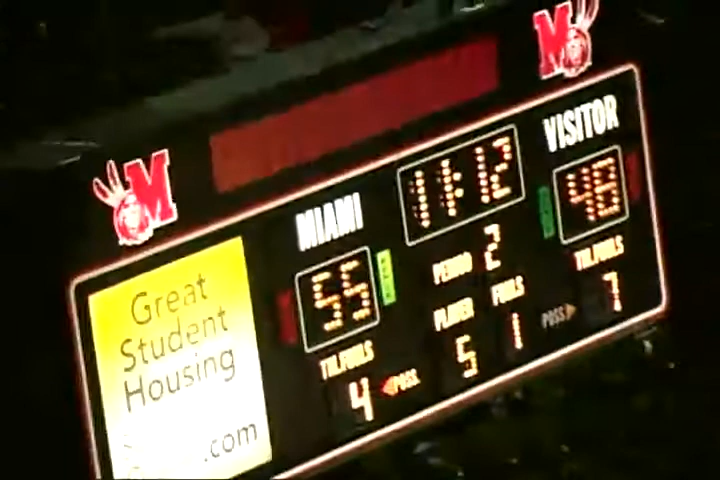 M
M
MIAMI
11:12
VISITOR
55
48
PERIOD 2
TM.FOULS
4
POSS.
PLAYER FOULS
5 1
POSS.
TM.FOULS
7
Great
Student
Housing
.com